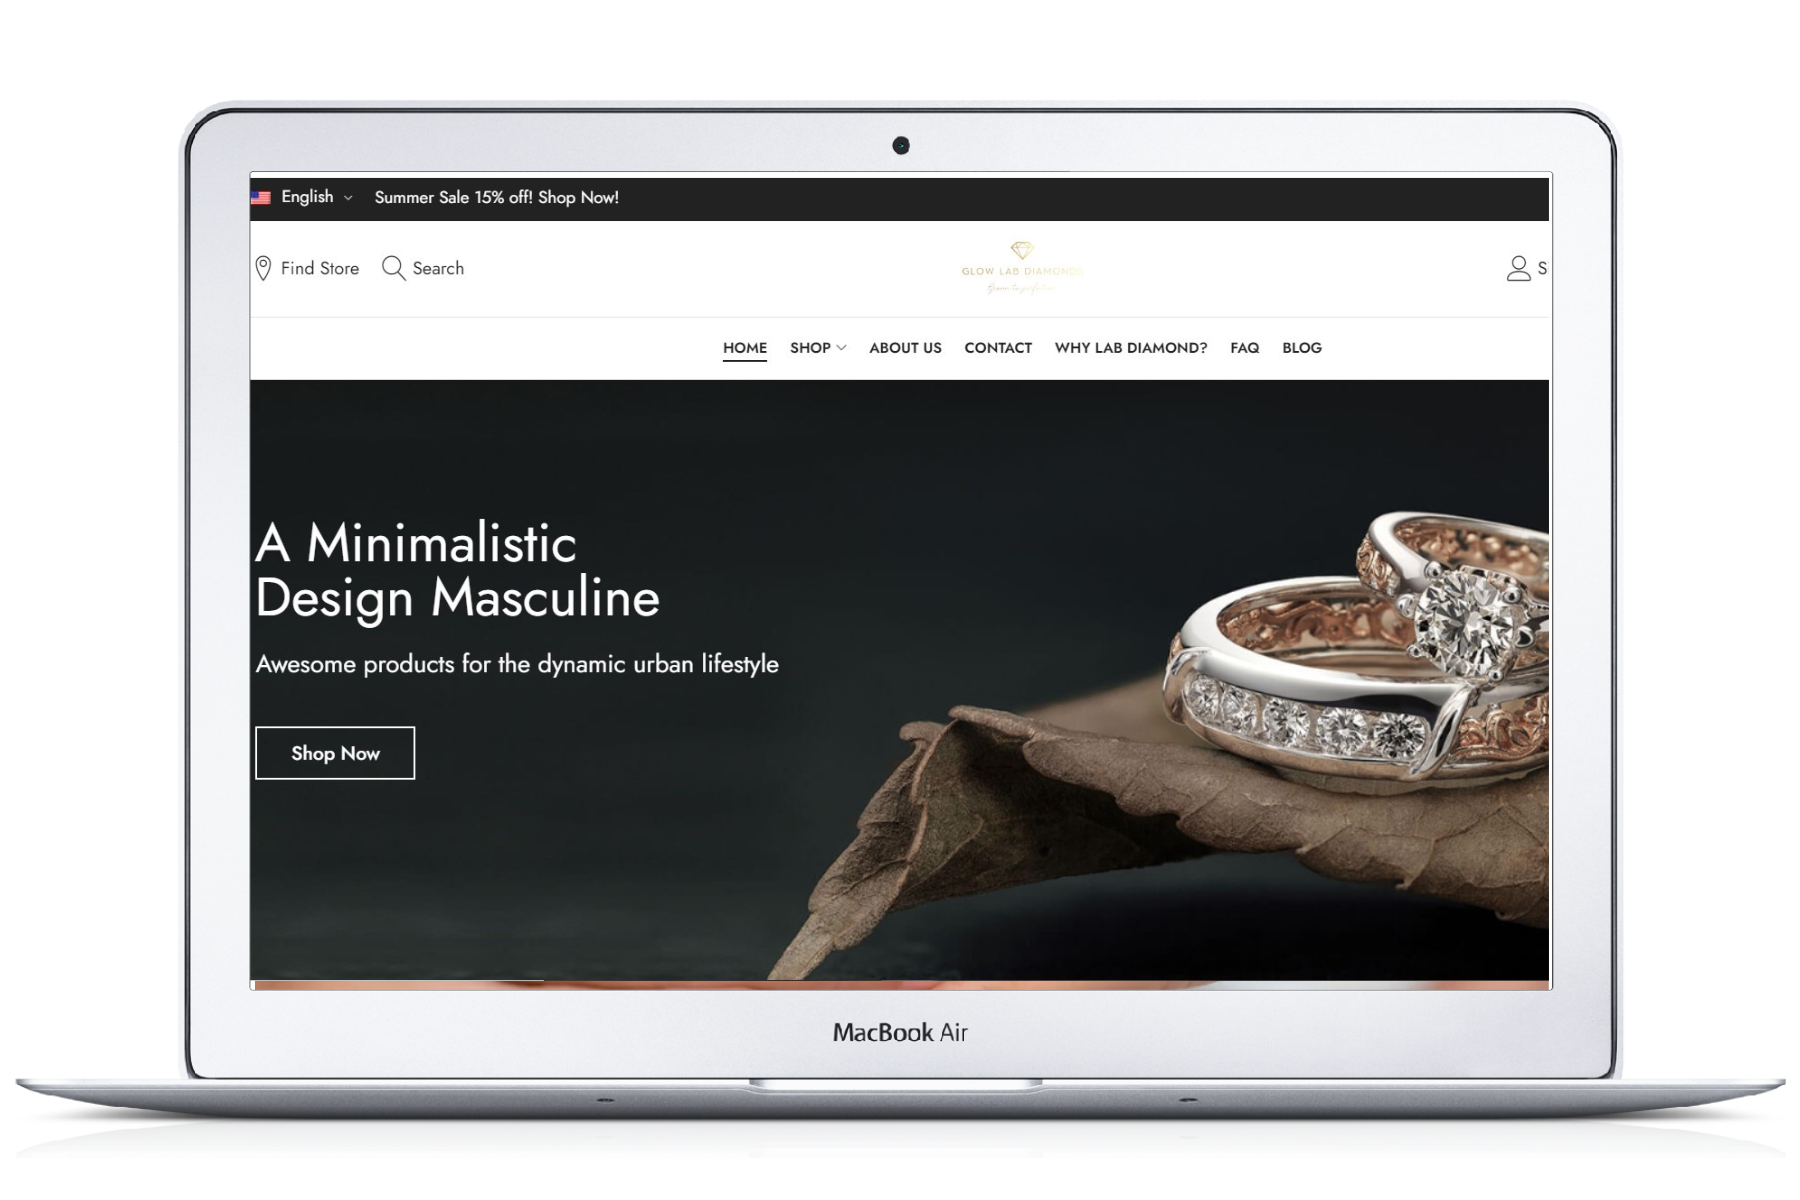 English
Summer Sale 15% off! Shop Now!
Find Store
Search
GLOW LAB DIAMONDS
S
HOME
SHOP
ABOUT US
CONTACT
WHY LAB DIAMOND?
FAQ
BLOG
A Minimalistic
Design Masculine
Awesome products for the dynamic urban lifestyle
Shop Now
MacBook Air